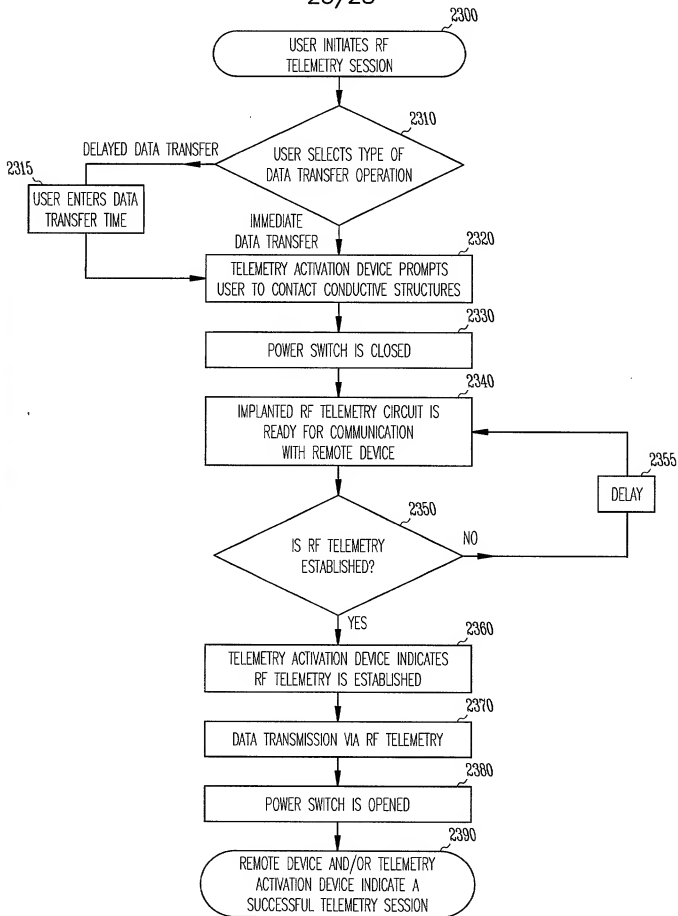 2300
USER INITIATES RF
TELEMETRY SESSION
2310
USER SELECTS TYPE OF
DATA TRANSFER OPERATION
DELAYED DATA TRANSFER
2315
USER ENTERS DATA
TRANSFER TIME
IMMEDIATE
DATA TRANSFER
2320
TELEMETRY ACTIVATION DEVICE PROMPTS
USER TO CONTACT CONDUCTIVE STRUCTURES
2330
POWER SWITCH IS CLOSED
2340
IMPLANTED RF TELEMETRY CIRCUIT IS
READY FOR COMMUNICATION
WITH REMOTE DEVICE
2355
DELAY
2350
IS RF TELEMETRY
ESTABLISHED?
NO
YES
2360
TELEMETRY ACTIVATION DEVICE INDICATES
RF TELEMETRY IS ESTABLISHED
2370
DATA TRANSMISSION VIA RF TELEMETRY
2380
POWER SWITCH IS OPENED
2390
REMOTE DEVICE AND/OR TELEMETRY
ACTIVATION DEVICE INDICATE A
SUCCESSFUL TELEMETRY SESSION